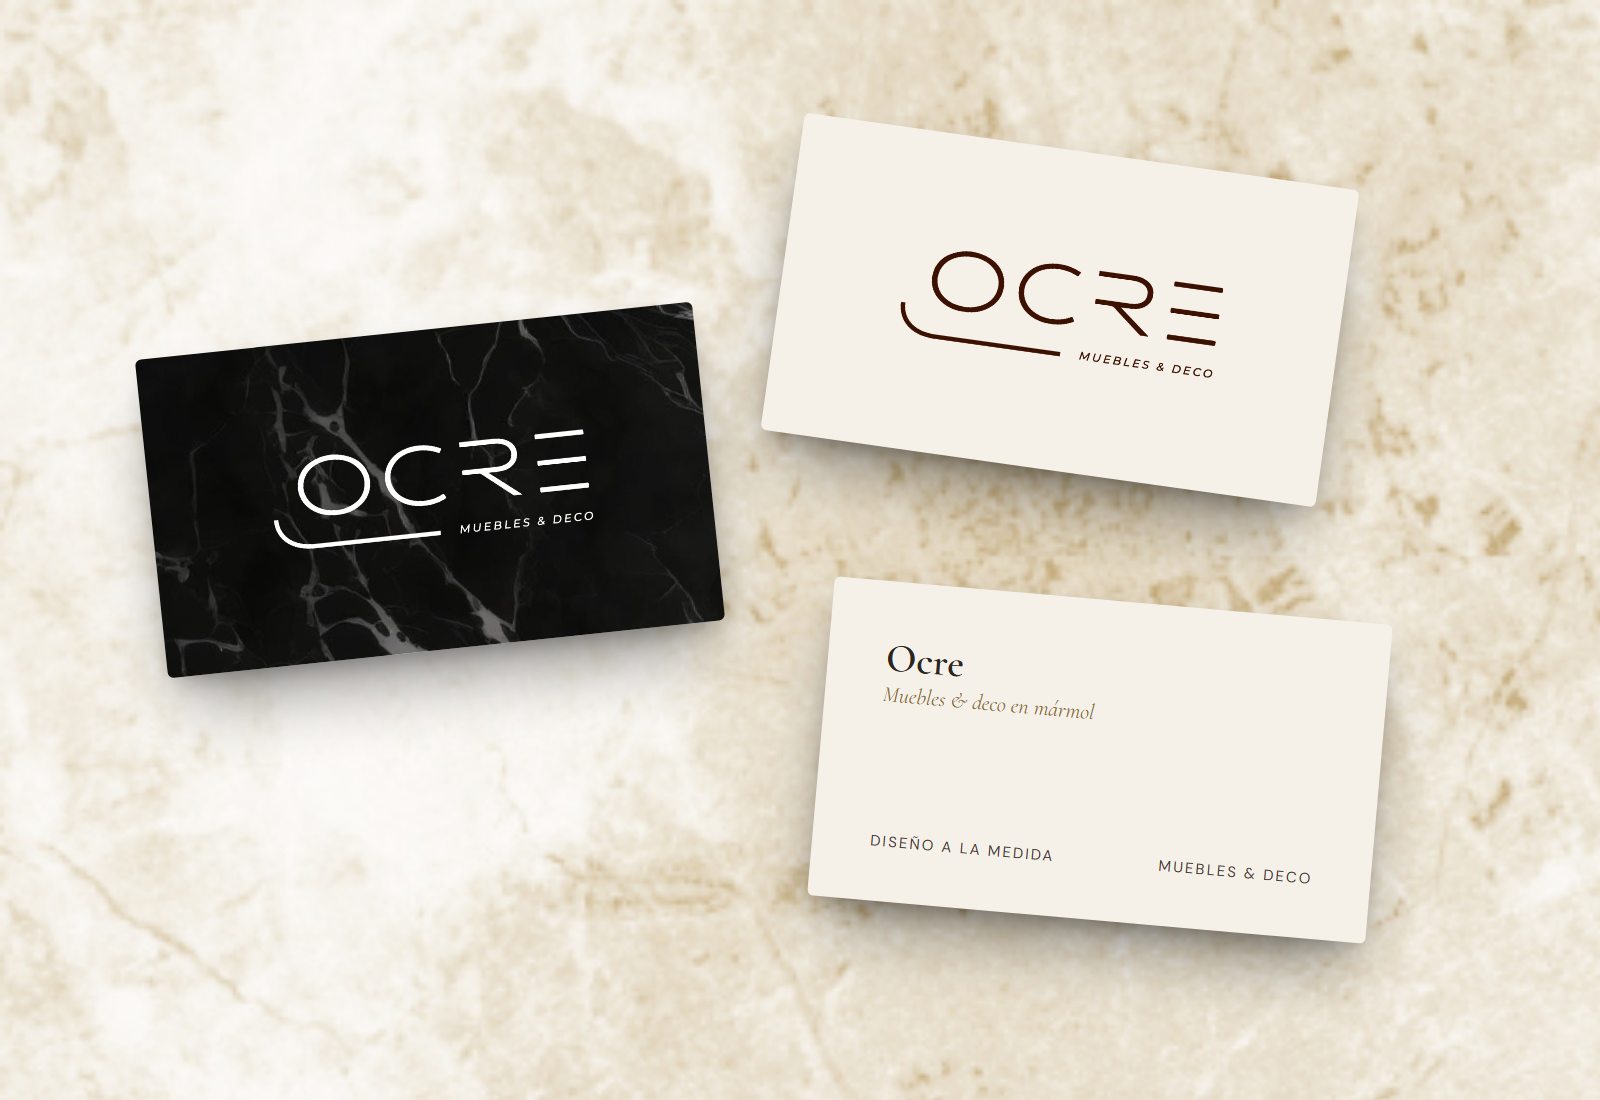 OCRE
MUEBLES & DECO
OCRE
MUEBLES & DECO
Ocre
Muebles & deco en mármol
DISEÑO A LA MEDIDA
MUEBLES & DECO